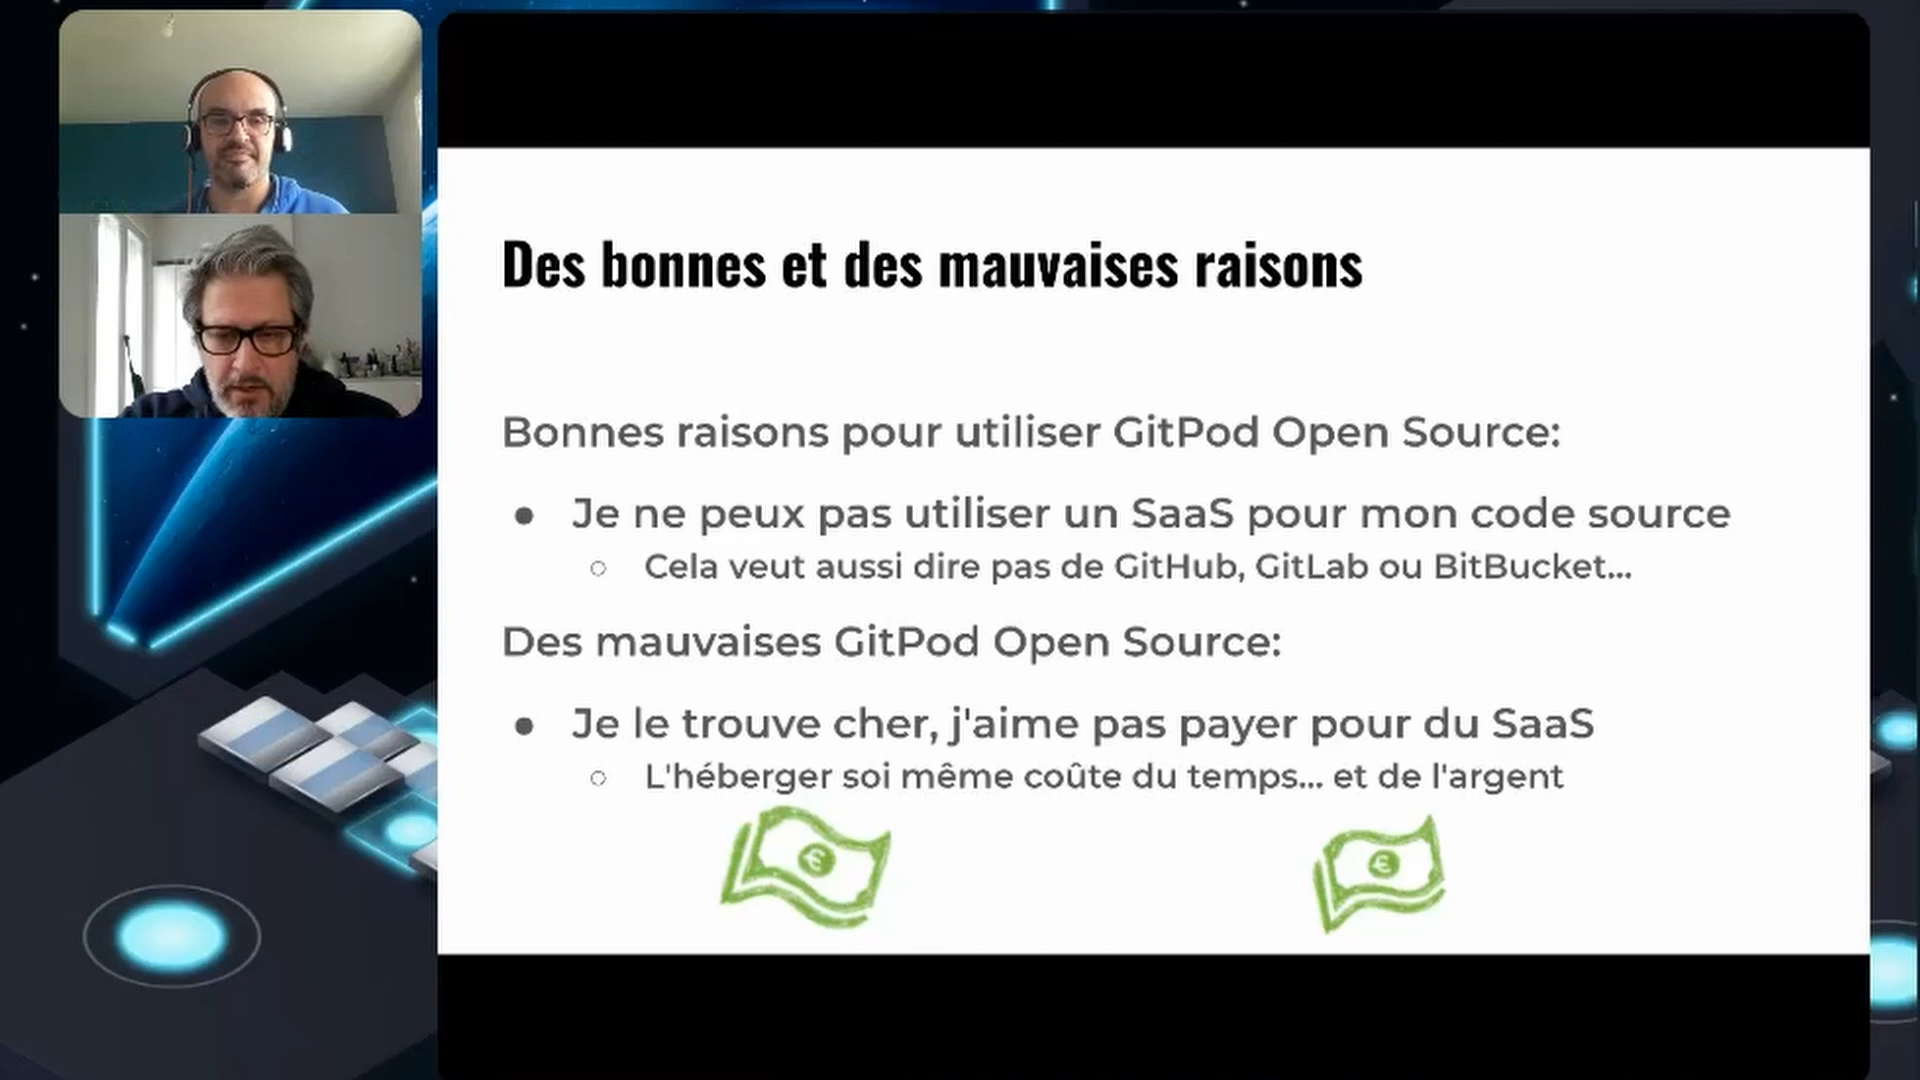 Des bonnes et des mauvaises raisons
Bonnes raisons pour utiliser GitPod Open Source:
● Je ne peux pas utiliser un SaaS pour mon code source
○ Cela veut aussi dire pas de GitHub, GitLab ou BitBucket...
Des mauvaises GitPod Open Source:
● Je le trouve cher, j'aime pas payer pour du SaaS
○ L'héberger soi même coûte du temps... et de l'argent
€
€